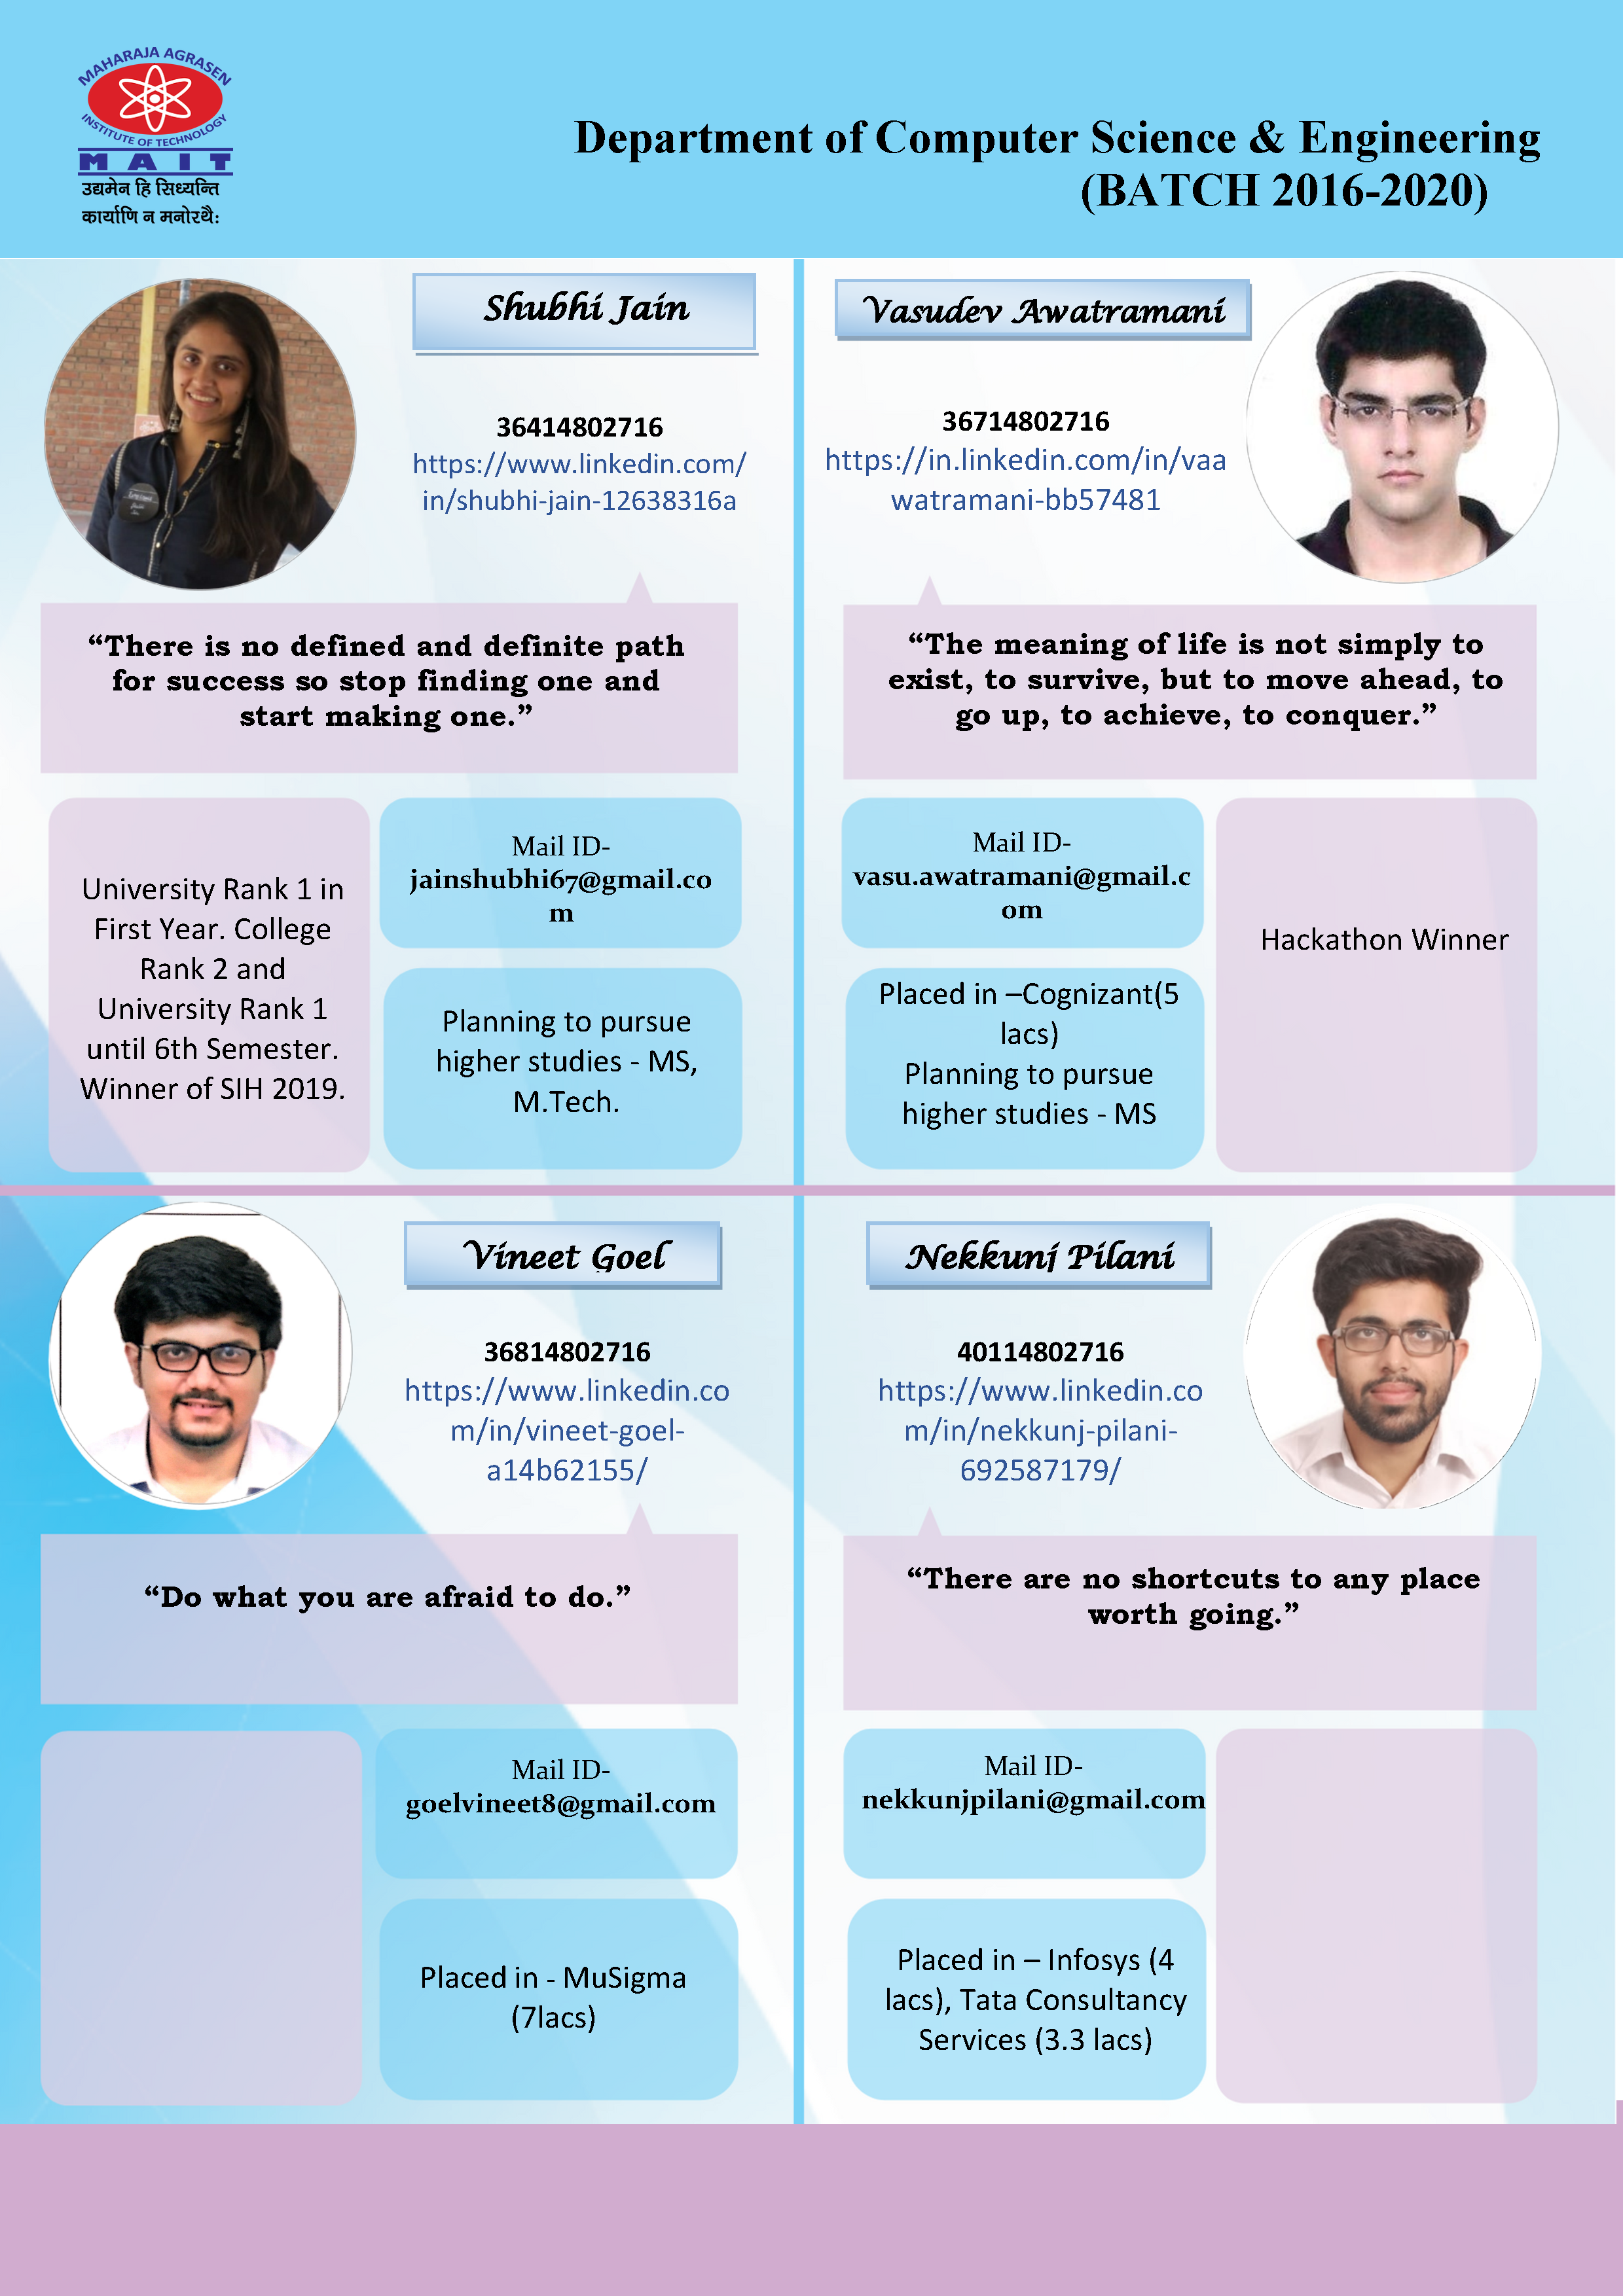 MAHARAJA AGRASEN
INSTITUTE OF TECHNOLOGY
MAIT
उद्यमेन हि सिध्यन्ति
कार्याणि न मनोरथैः
Department of Computer Science & Engineering
(BATCH 2016-2020)
Shubhi Jain
36414802716
https://www.linkedin.com/
in/shubhi-jain-12638316a
“There is no defined and definite path
for success so stop finding one and
start making one.”
University Rank 1 in
First Year. College
Rank 2 and
University Rank 1
until 6th Semester.
Winner of SIH 2019.
Mail ID-
jainshubhi67@gmail.co
m
Planning to pursue
higher studies - MS,
M.Tech.
Vasudev Awatramani
36714802716
https://in.linkedin.com/in/vaa
watramani-bb57481
“The meaning of life is not simply to
exist, to survive, but to move ahead, to
go up, to achieve, to conquer.”
Mail ID-
vasu.awatramani@gmail.c
om
Placed in –Cognizant(5
lacs)
Planning to pursue
higher studies - MS
Hackathon Winner
Vineet Goel
36814802716
https://www.linkedin.co
m/in/vineet-goel-
a14b62155/
“Do what you are afraid to do.”
Mail ID-
goelvineet8@gmail.com
Placed in - MuSigma
(7lacs)
Nekkunj Pilani
40114802716
https://www.linkedin.co
m/in/nekkunj-pilani-
692587179/
“There are no shortcuts to any place
worth going.”
Mail ID-
nekkunjpilani@gmail.com
Placed in – Infosys (4
lacs), Tata Consultancy
Services (3.3 lacs)